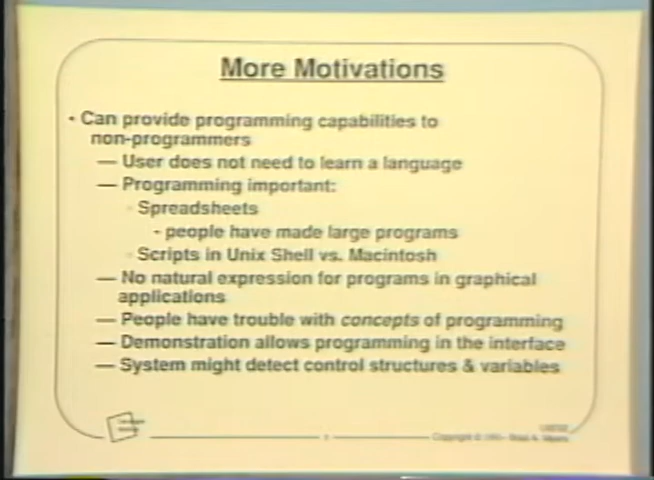 More Motivations
• Can provide programming capabilities to
non-programmers
— User does not need to learn a language
— Programming important:
Spreadsheets
- people have made large programs
Scripts in Unix Shell vs. Macintosh
— No natural expression for programs in graphical
applications
— People have trouble with concepts of programming
— Demonstration allows programming in the interface
— System might detect control structures & variables
Copyright ©